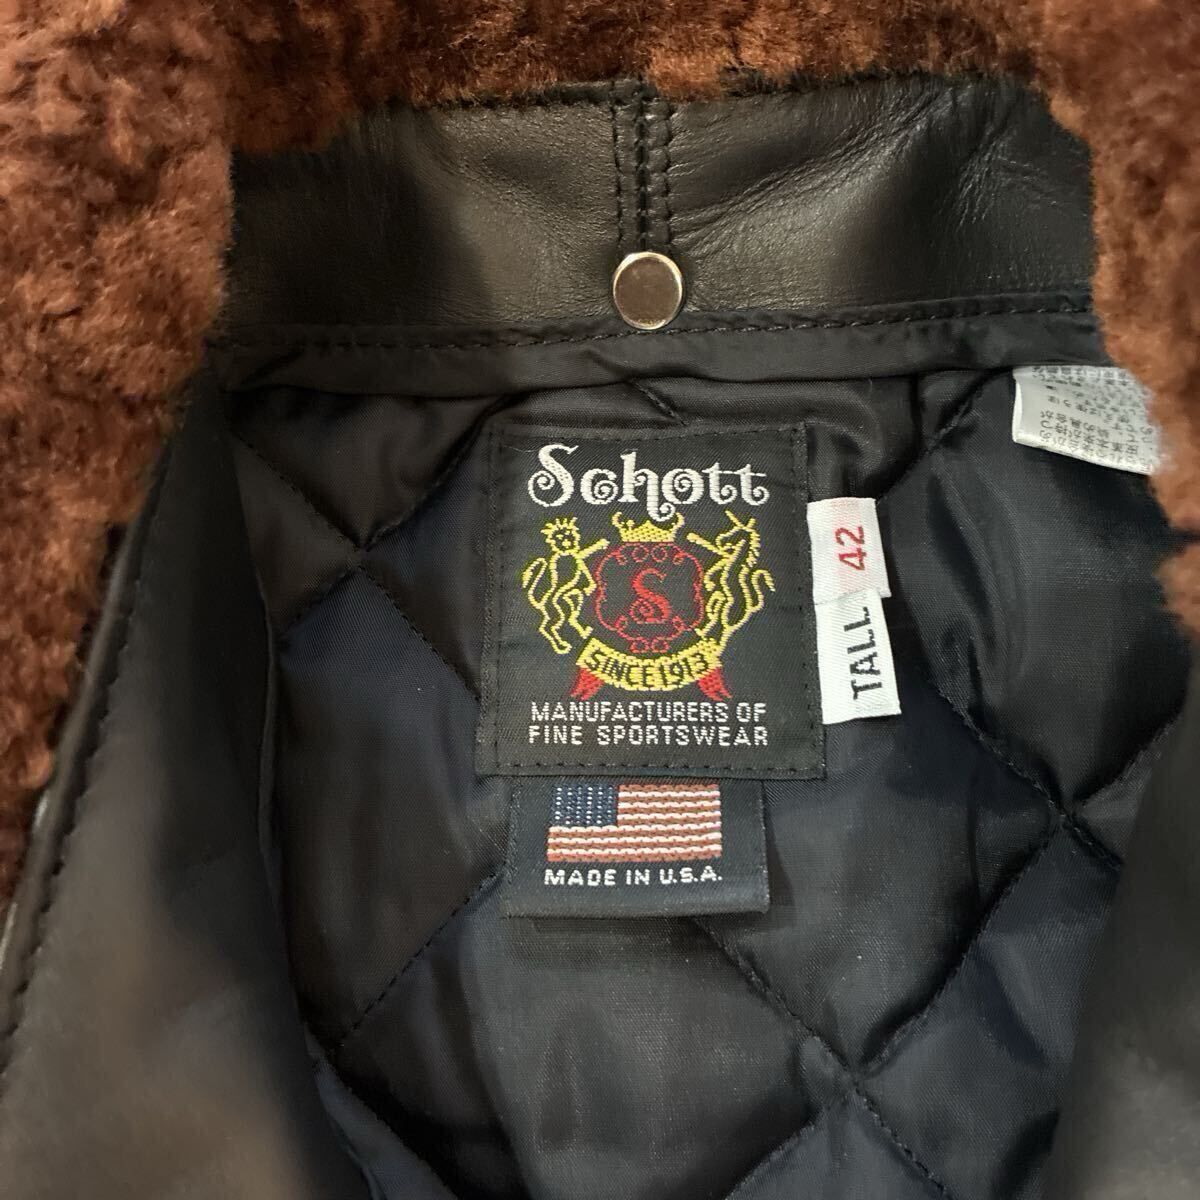 Schott
S
SINCE 1913
MANUFACTURERS OF
FINE SPORTSWEAR
42
TALL
MADE IN U.S.A.